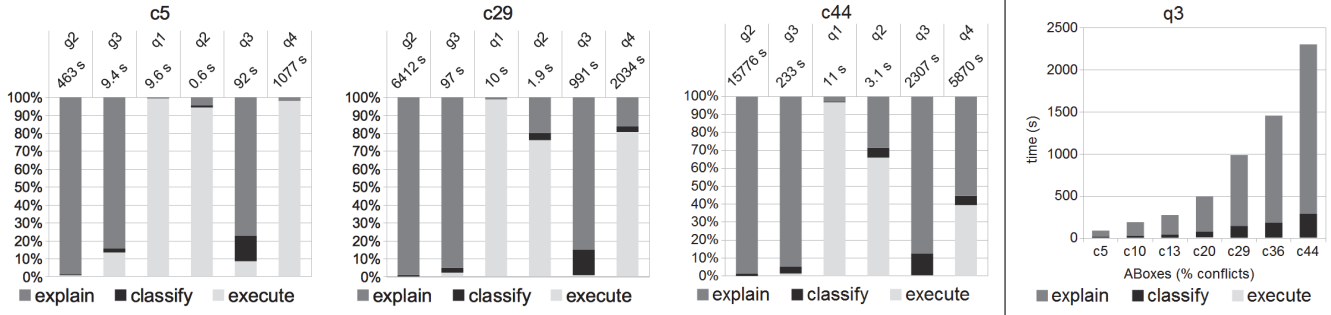 c5
g2 g3 q1 q2 q3 q4
463 s 9.4 s 9.6 s 0.6 s 92 s 1077 s
100%
90%
80%
70%
60%
50%
40%
30%
20%
10%
0%
explain classify execute
c29
g2 g3 q1 q2 q3 q4
6412 s 97 s 10 s 1.9 s 991 s 2034 s
100%
90%
80%
70%
60%
50%
40%
30%
20%
10%
0%
explain classify execute
c44
g2 g3 q1 q2 q3 q4
15776 s 233 s 11 s 3.1 s 2307 s 5870 s
100%
90%
80%
70%
60%
50%
40%
30%
20%
10%
0%
explain classify execute
q3
time (s)
2500
2000
1500
1000
500
0
c5 c10 c13 c20 c29 c36 c44
ABoxes (% conflicts)
explain classify execute